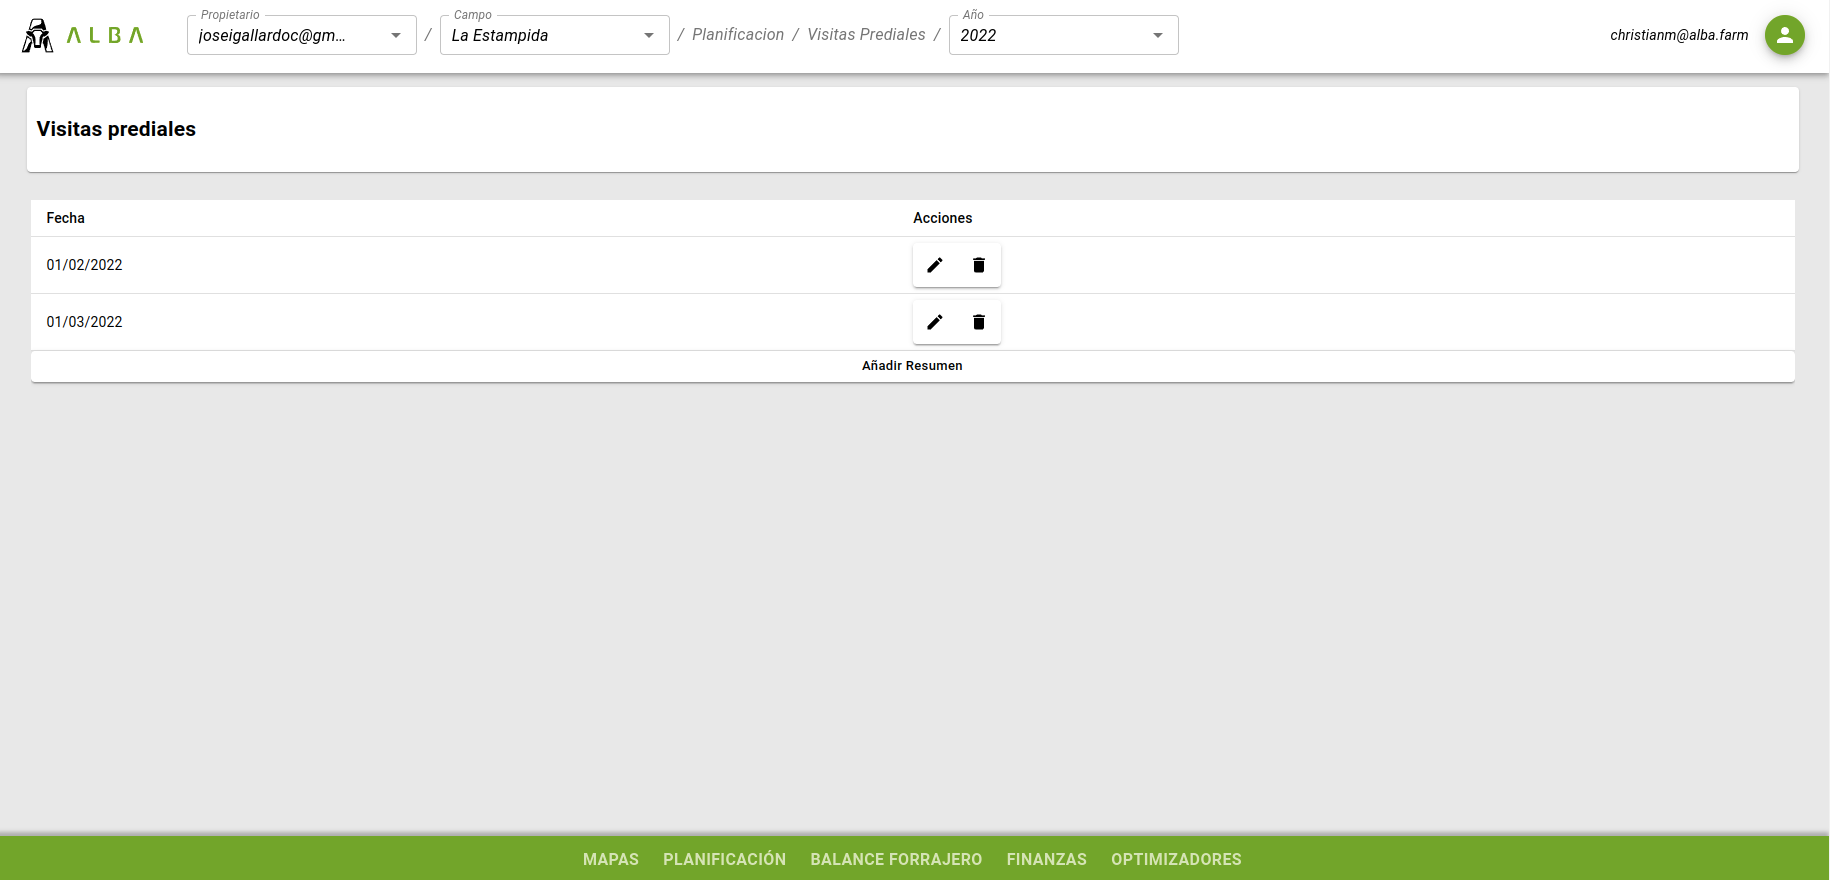 ALBA
Propietario
joseigallardoc@gm...
/
Campo
La Estampida
/ Planificacion / Visitas Prediales /
Año
2022
christianm@alba.farm
Visitas prediales
Fecha Acciones
01/02/2022
01/03/2022
Añadir Resumen
MAPAS PLANIFICACIÓN BALANCE FORRAJERO FINANZAS OPTIMIZADORES